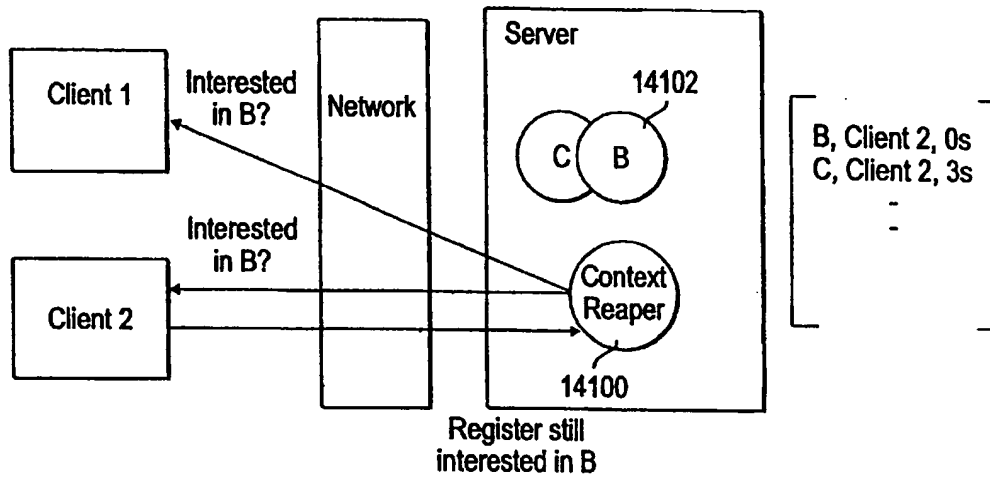 Server
14102
Client 1
Interested
in B?
Network
C
B
B, Client 2, 0s
C, Client 2, 3s
-
-
Interested
in B?
Client 2
Context
Reaper
14100
Register still
interested in B